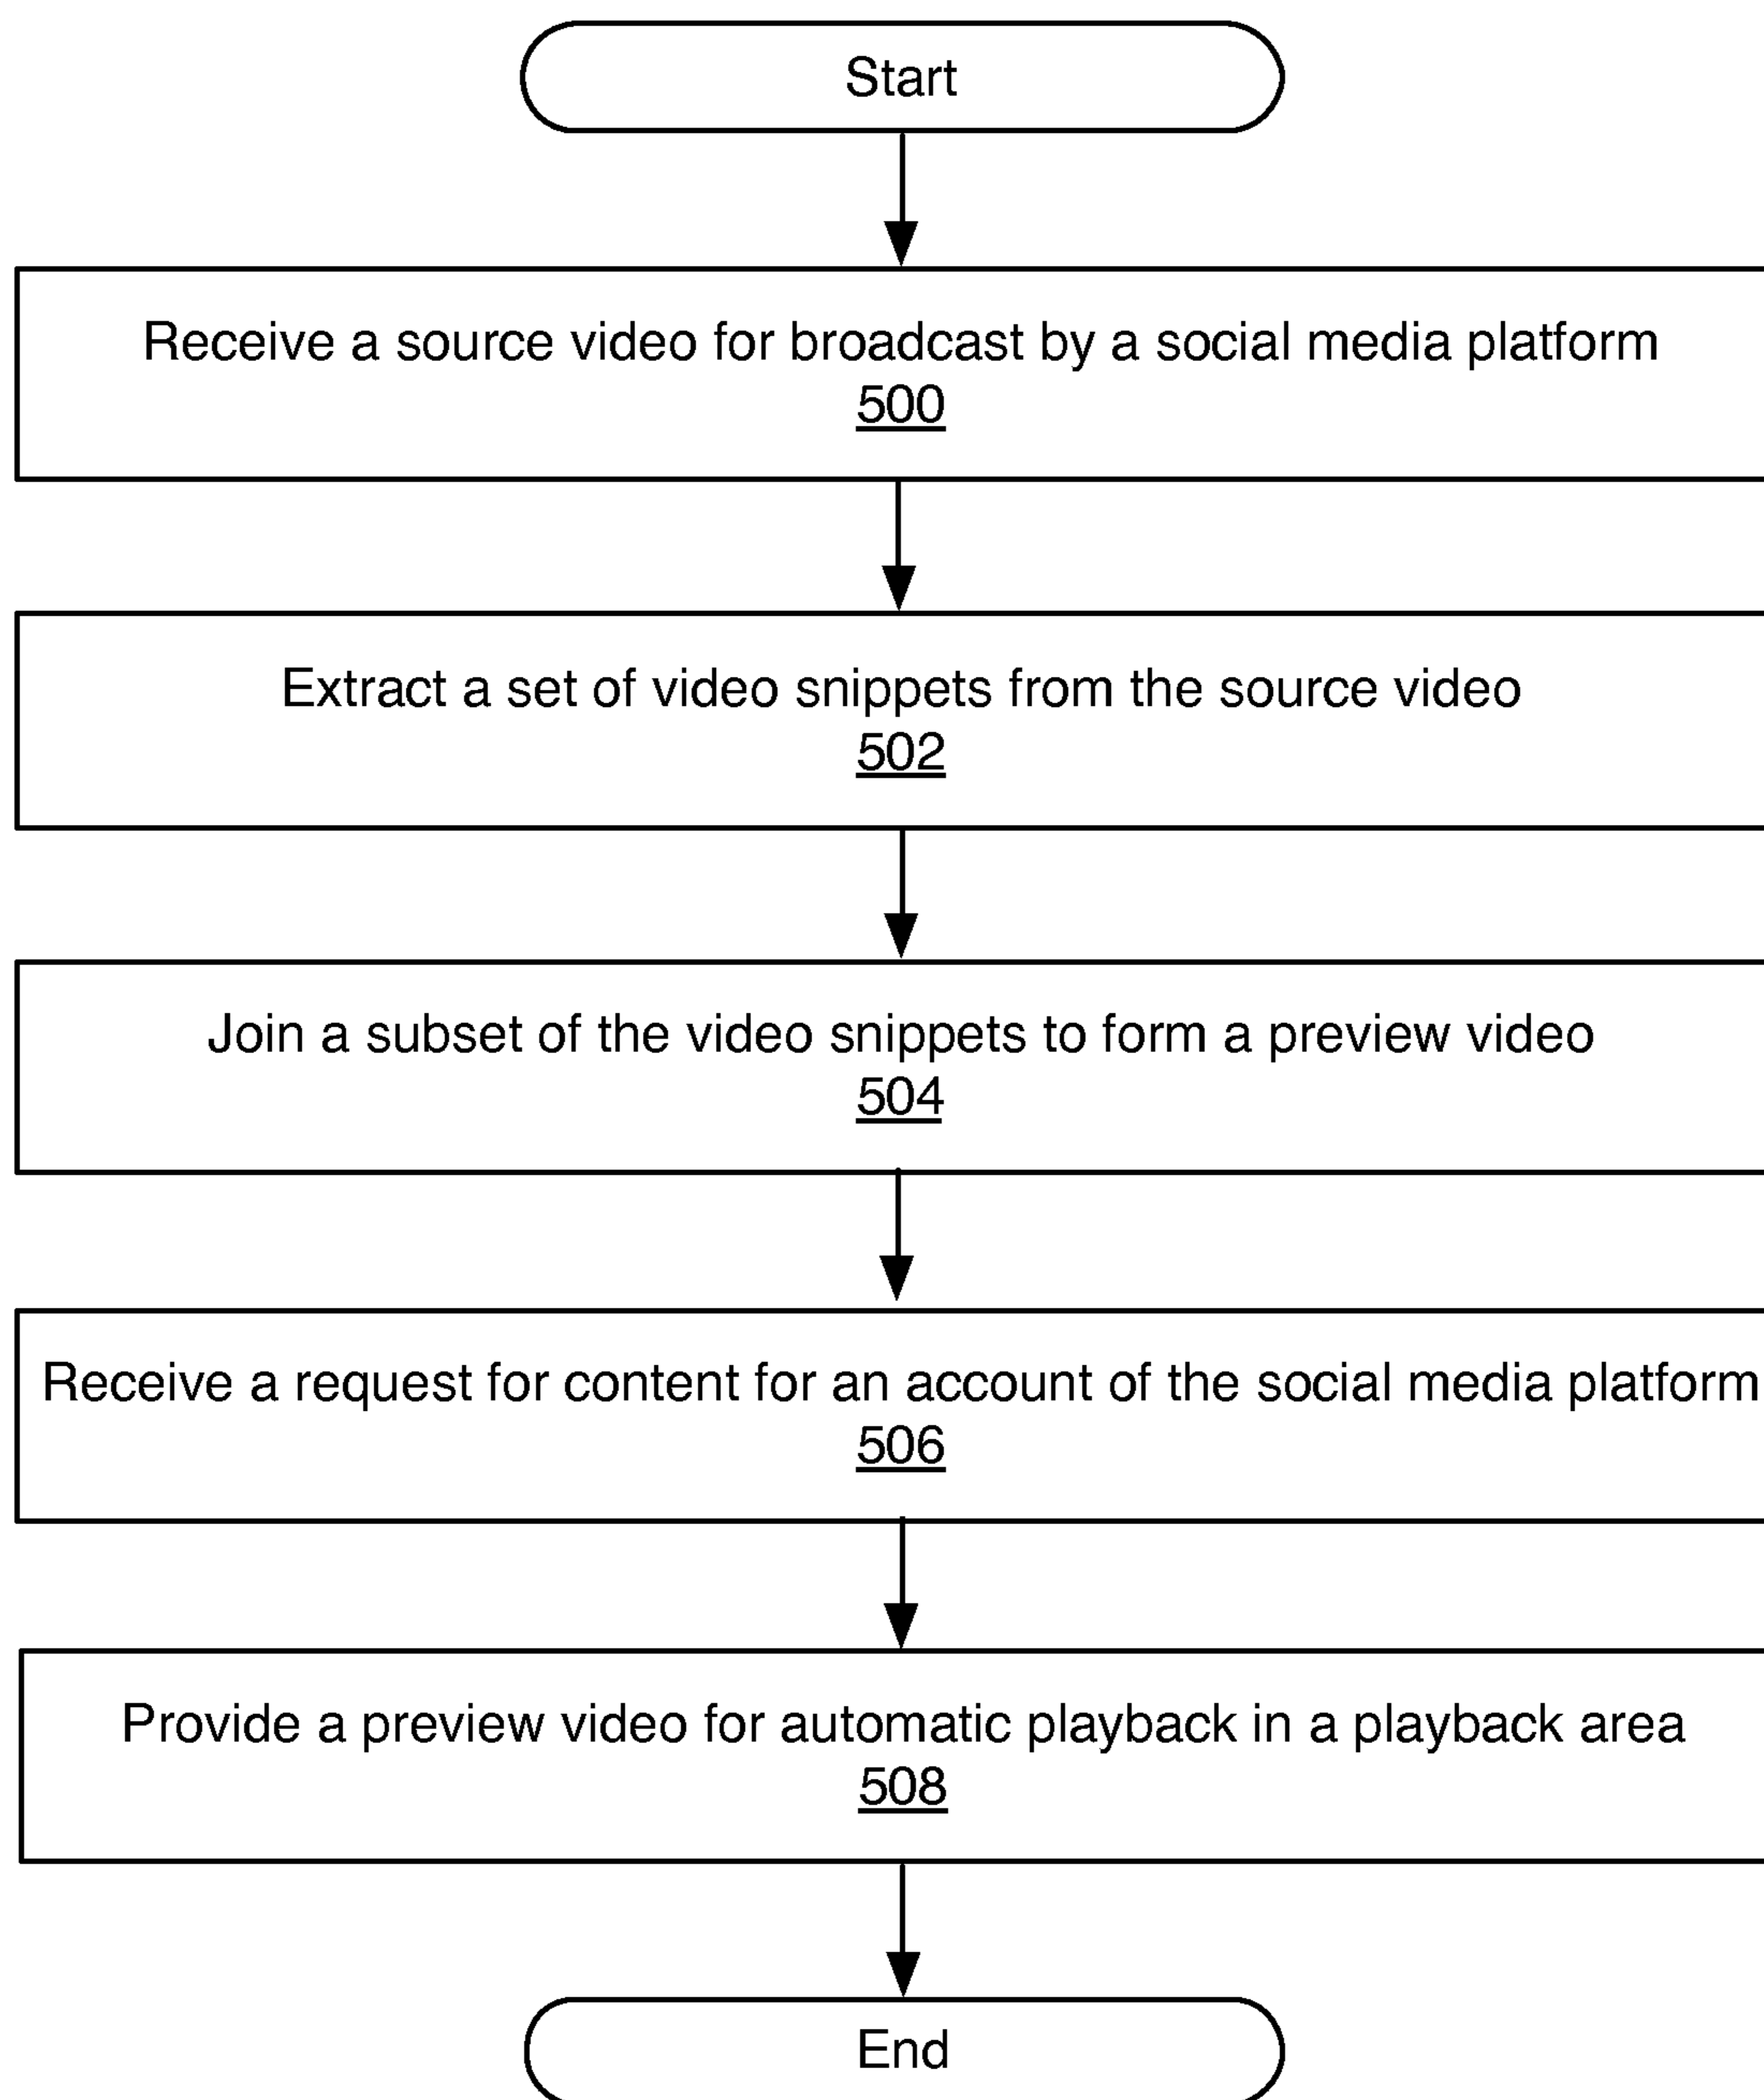 Start
Receive a source video for broadcast by a social media platform
500
Extract a set of video snippets from the source video
502
Join a subset of the video snippets to form a preview video
504
Receive a request for content for an account of the social media platform
506
Provide a preview video for automatic playback in a playback area
508
End